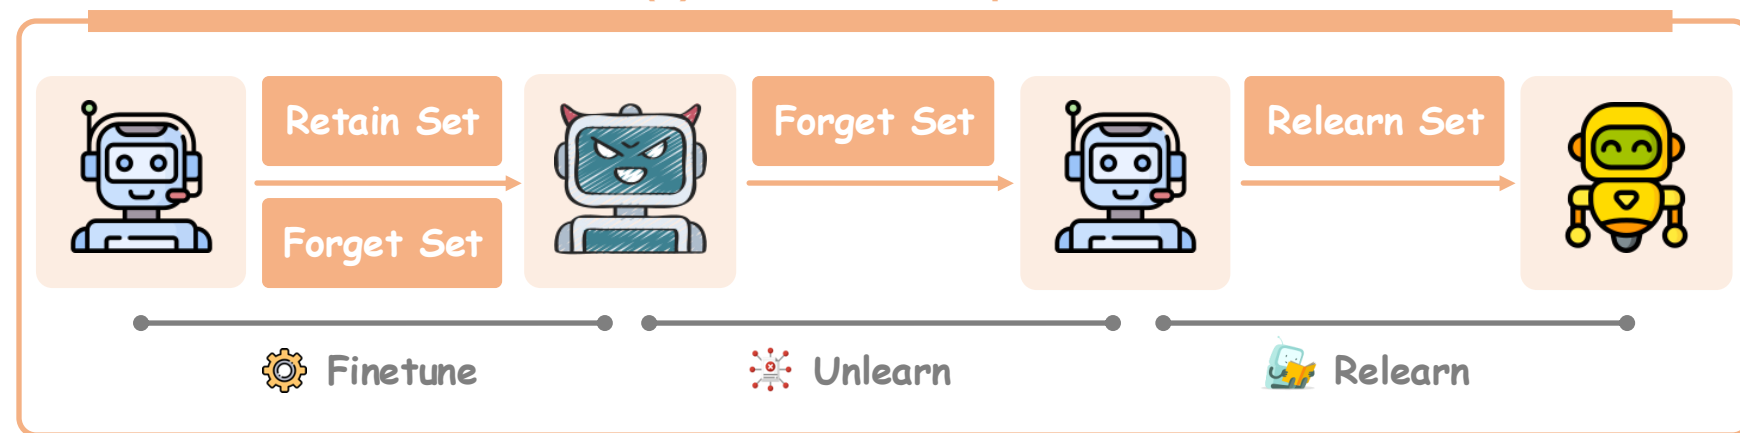 Retain Set
Forget Set
Forget Set
Relearn Set
Finetune
Unlearn
Relearn